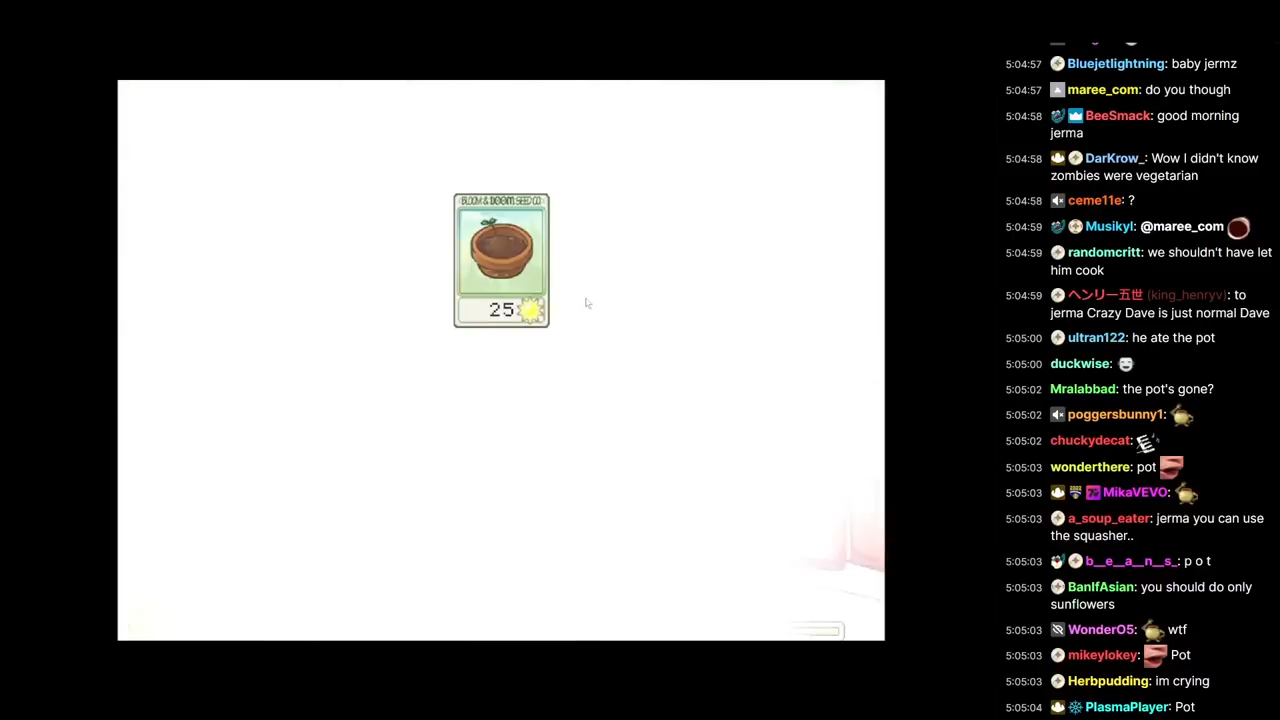 BLOOM & DOOM SEED CO
25
5:04:57 Bluejetlightning: baby jermz
5:04:57 maree_com: do you though
5:04:58 BeeSmack: good morning
jerma
5:04:58 DarKrow_: Wow I didn't know
zombies were vegetarian
5:04:58 ceme11e: ?
5:04:59 Musikyl: @maree_com
5:04:59 randomcritt: we shouldn't have let
him cook
5:04:59 ヘンリー五世 (king_henryv): to
jerma Crazy Dave is just normal Dave
5:05:00 ultran122: he ate the pot
5:05:00 duckwise:
5:05:02 Mralabbad: the pot's gone?
5:05:02 poggersbunny1:
5:05:02 chuckydecat:
5:05:03 wonderthere: pot
5:05:03 MikaVEVO:
5:05:03 a_soup_eater: jerma you can use
the squasher..
5:05:03 b__e__a__n__s_: p o t
5:05:03 BanIfAsian: you should do only
sunflowers
5:05:03 WonderO5: wtf
5:05:03 mikeylokey: Pot
5:05:03 Herbpudding: im crying
5:05:04 PlasmaPlayer: Pot